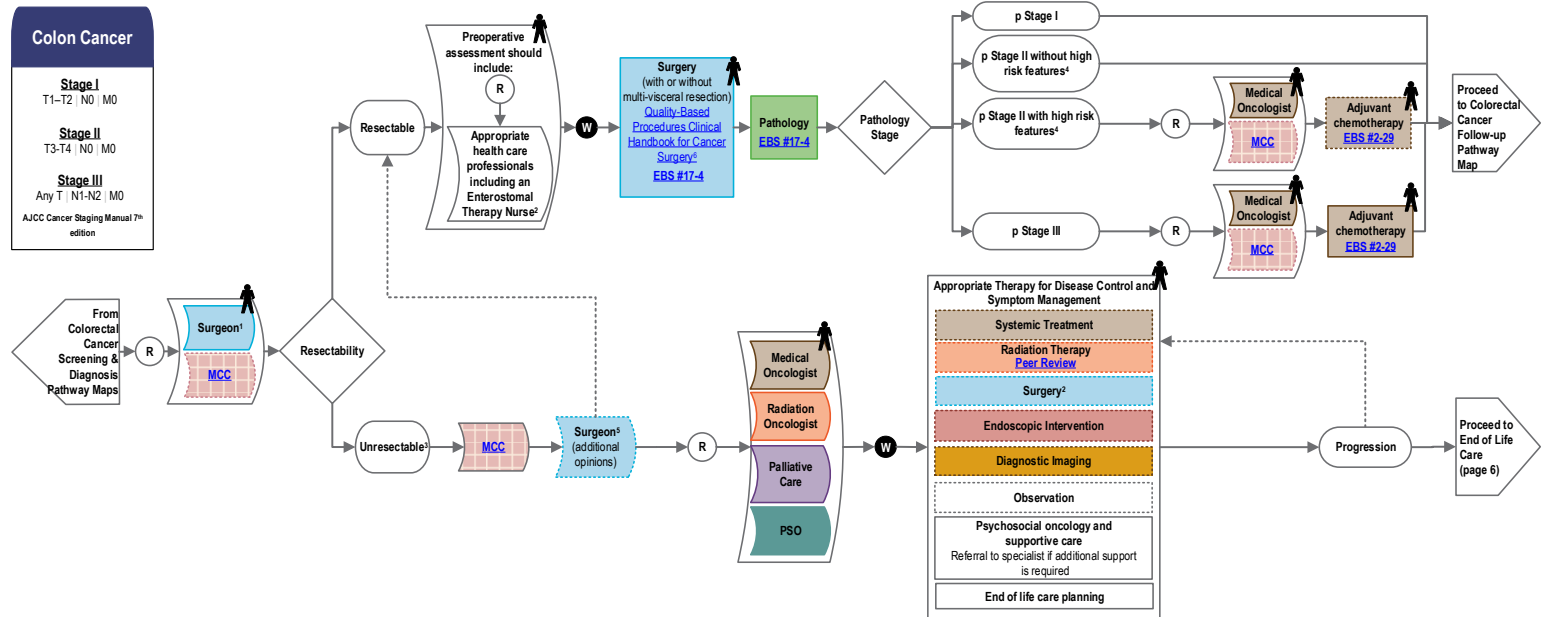 Colon Cancer
Stage I
T1–T2 | N0 | M0
Stage II
T3-T4 | N0 | M0
Stage III
Any T | N1-N2 | M0
AJCC Cancer Staging Manual 7th
edition
From
Colorectal
Cancer
Screening &
Diagnosis
Pathway Maps
R
Surgeon¹
MCC
Resectability
Resectable
Preoperative
assessment should
include:
R
Appropriate
health care
professionals
including an
Enterostomal
Therapy Nurse²
W
Surgery
(with or without
multi-visceral resection)
Quality-Based
Procedures Clinical
Handbook for Cancer
Surgery⁶
EBS #17-4
Pathology
EBS #17-4
Pathology
Stage
p Stage I
p Stage II without high
risk features⁴
p Stage II with high risk
features⁴
R
Medical
Oncologist
MCC
Adjuvant
chemotherapy
EBS #2-29
p Stage III
R
Medical
Oncologist
MCC
Adjuvant
chemotherapy
EBS #2-29
Proceed
to Colorectal
Cancer
Follow-up
Pathway
Map
Unresectable³
MCC
Surgeon⁵
(additional
opinions)
R
Medical
Oncologist
Radiation
Oncologist
Palliative
Care
PSO
W
Appropriate Therapy for Disease Control and
Symptom Management
Systemic Treatment
Radiation Therapy
Peer Review
Surgery²
Endoscopic Intervention
Diagnostic Imaging
Observation
Psychosocial oncology and
supportive care
Referral to specialist if additional support
is required
End of life care planning
Progression
Proceed to
End of Life
Care
(page 6)